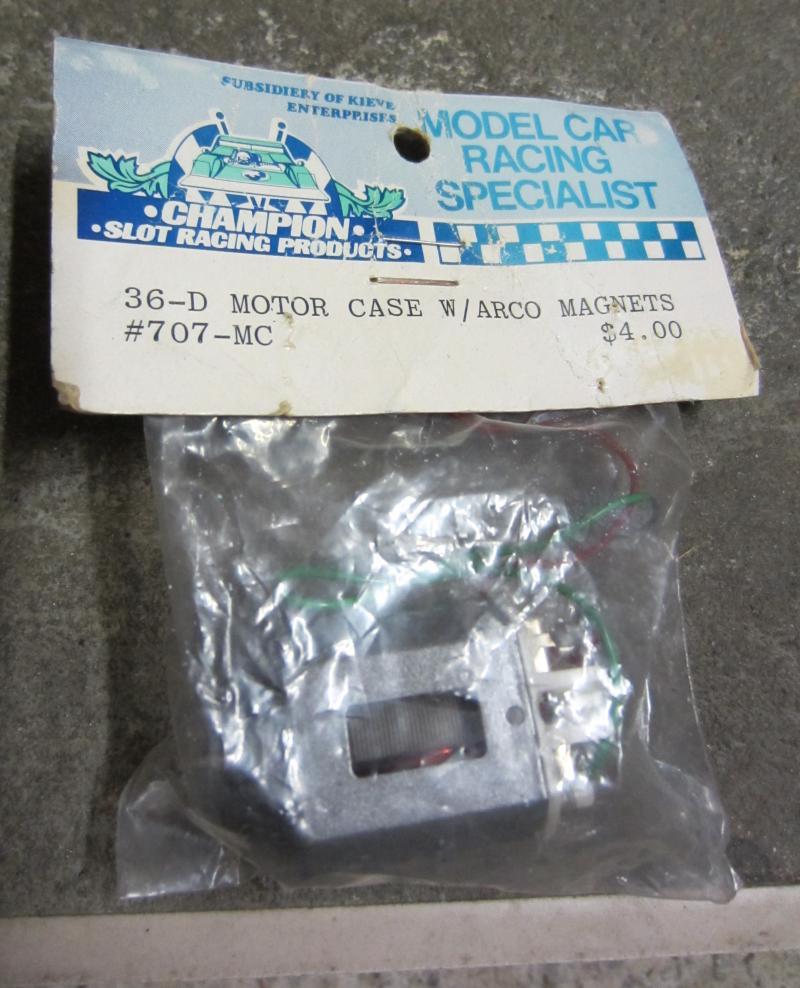 SUBSIDIERY OF KIEVE
ENTERPRISES
MODEL CAR
RACING
SPECIALIST
•CHAMPION•
•SLOT RACING PRODUCTS•
36-D MOTOR CASE W/ARCO MAGNETS
#707-MC $4.00